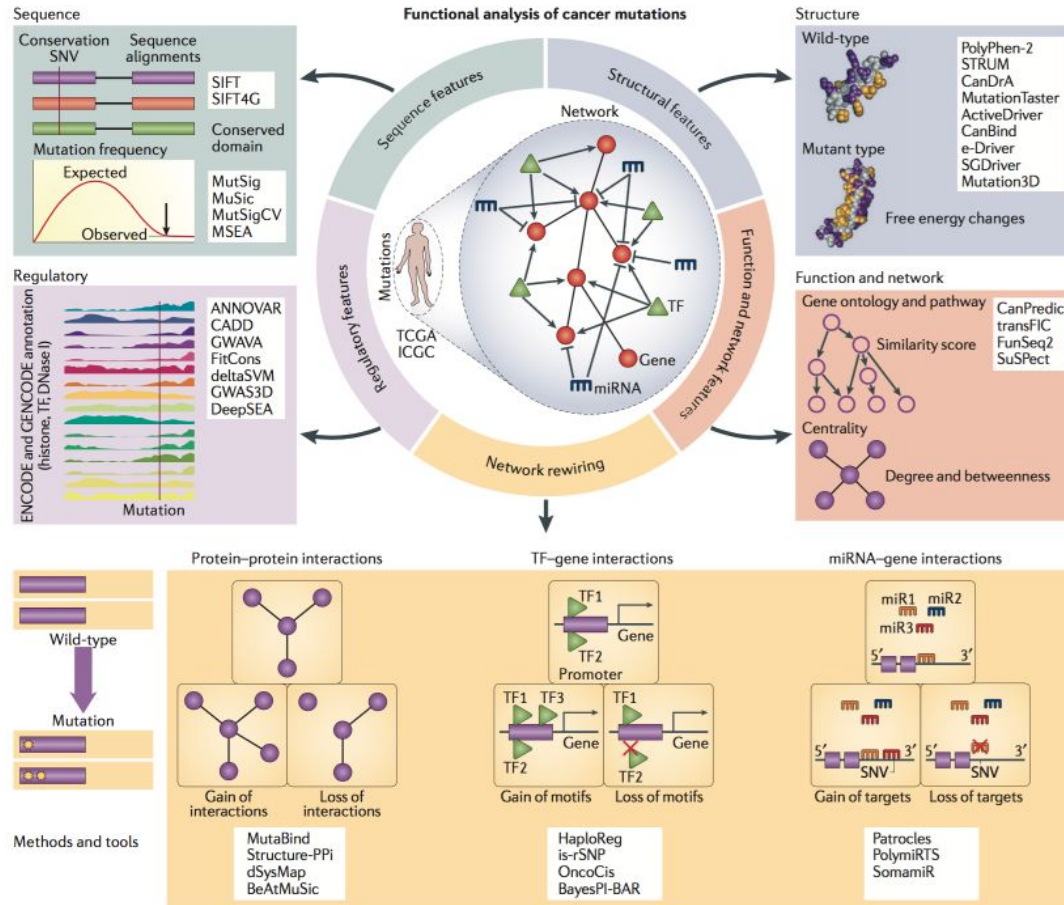 Functional analysis of cancer mutations
Sequence
Conservation
SNV
Sequence
alignments
SIFT
SIFT4G
Conserved
domain
Mutation frequency
Expected
Observed
MutSig
MuSic
MutSigCV
MSEA
Structure
Wild-type
Mutant type
PolyPhen-2
STRUM
CanDrA
MutationTaster
ActiveDriver
CanBind
e-Driver
SGDriver
Mutation3D
Free energy changes
Sequence features
Structural features
Regulatory features
Function and network features
Network rewiring
Network
Mutations
TCGA
ICGC
TF
Gene
miRNA
Regulatory
ENCODE and GENCODE annotation
(histone, TF, DNase I)
ANNOVAR
CADD
GWAVA
FitCons
deltaSVM
GWAS3D
DeepSEA
Mutation
Function and network
Gene ontology and pathway
Similarity score
CanPredic
transFIC
FunSeq2
SuSPect
Centrality
Degree and betweenness
Protein–protein interactions
TF–gene interactions
miRNA–gene interactions
Wild-type
Mutation
Gain of
interactions
Loss of
interactions
TF1
Gene
TF2
Promoter
TF1 TF3
Gene
TF2
TF1
Gene
TF2
Gain of motifs
Loss of motifs
miR1 miR2
miR3
5′ 3′
5′ 3′
SNV
5′ 3′
SNV
Gain of targets
Loss of targets
Methods and tools
MutaBind
Structure-PPi
dSysMap
BeAtMuSic
HaploReg
is-rSNP
OncoCis
BayesPI-BAR
Patrocles
PolymiRTS
SomamiR